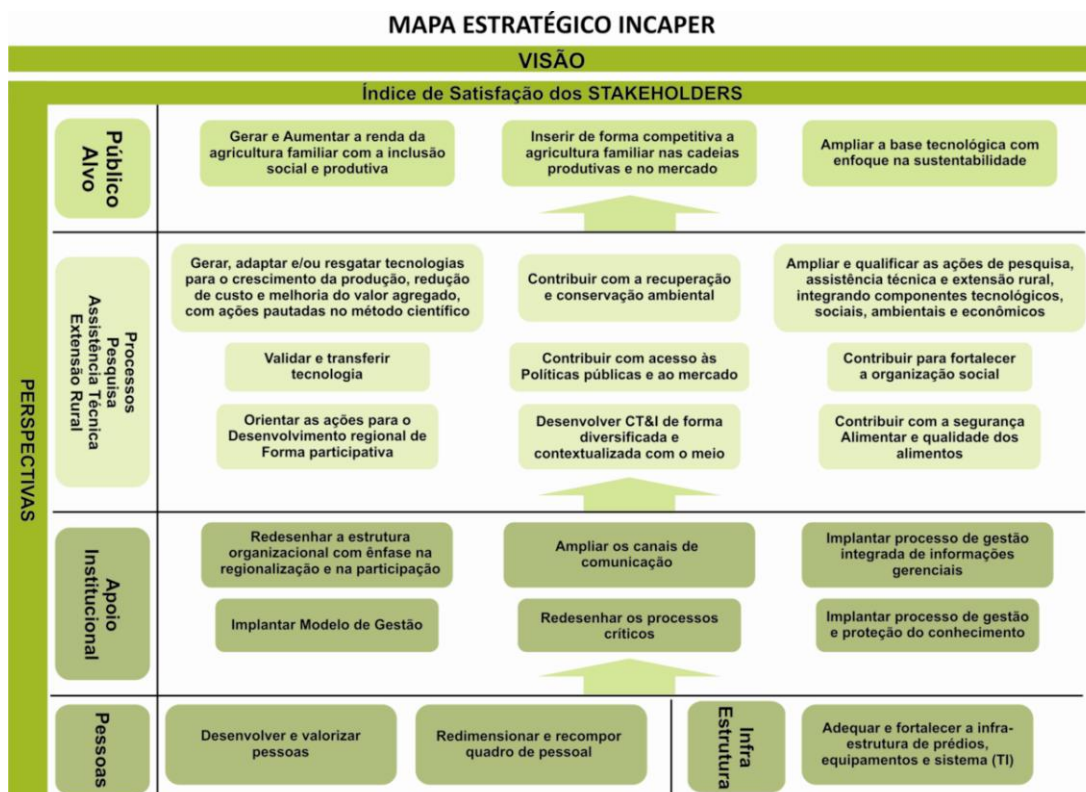 MAPA ESTRATÉGICO INCAPER
VISÃO
Índice de Satisfação dos STAKEHOLDERS
PERSPECTIVAS
Público
Alvo
Gerar e Aumentar a renda da
agricultura familiar com a inclusão
social e produtiva
Inserir de forma competitiva a
agricultura familiar nas cadeias
produtivas e no mercado
Ampliar a base tecnológica com
enfoque na sustentabilidade
Processos
Pesquisa
Assistência Técnica
Extensão Rural
Gerar, adaptar e/ou resgatar tecnologias
para o crescimento da produção, redução
de custo e melhoria do valor agregado,
com ações pautadas no método científico
Contribuir com a recuperação
e conservação ambiental
Ampliar e qualificar as ações de pesquisa,
assistência técnica e extensão rural,
integrando componentes tecnológicos,
sociais, ambientais e econômicos
Validar e transferir
tecnologia
Contribuir com acesso às
Políticas públicas e ao mercado
Contribuir para fortalecer
a organização social
Orientar as ações para o
Desenvolvimento regional de
Forma participativa
Desenvolver CT&I de forma
diversificada e
contextualizada com o meio
Contribuir com a segurança
Alimentar e qualidade dos
alimentos
Apoio
Institucional
Redesenhar a estrutura
organizacional com ênfase na
regionalização e na participação
Ampliar os canais de
comunicação
Implantar processo de gestão
integrada de informações
gerenciais
Implantar Modelo de Gestão
Redesenhar os processos
críticos
Implantar processo de gestão
e proteção do conhecimento
Pessoas
Desenvolver e valorizar
pessoas
Redimensionar e recompor
quadro de pessoal
Infra
Estrutura
Adequar e fortalecer a infra-
estrutura de prédios,
equipamentos e sistema (TI)